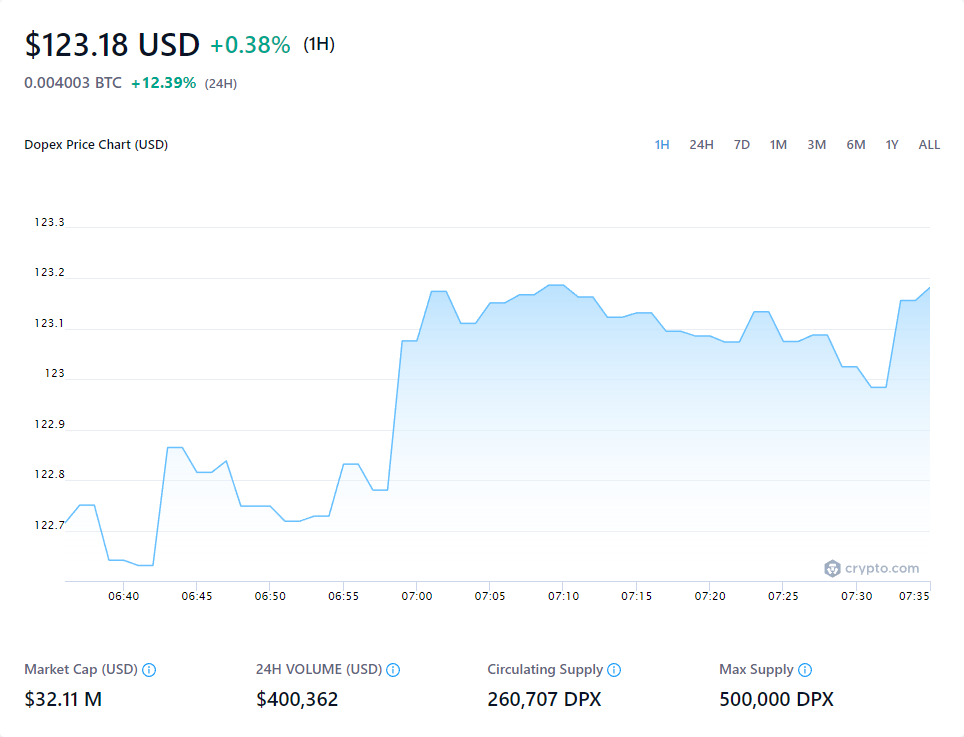 $123.18 USD +0.38% (1H)
0.004003 BTC +12.39% (24H)
Dopex Price Chart (USD) 1H 24H 7D 1M 3M 6M 1Y ALL
123.3
123.2
123.1
123
122.9
122.8
122.7
crypto.com
06:40 06:45 06:50 06:55 07:00 07:05 07:10 07:15 07:20 07:25 07:30 07:35
Market Cap (USD) 24H VOLUME (USD) Circulating Supply Max Supply
$32.11 M $400,362 260,707 DPX 500,000 DPX